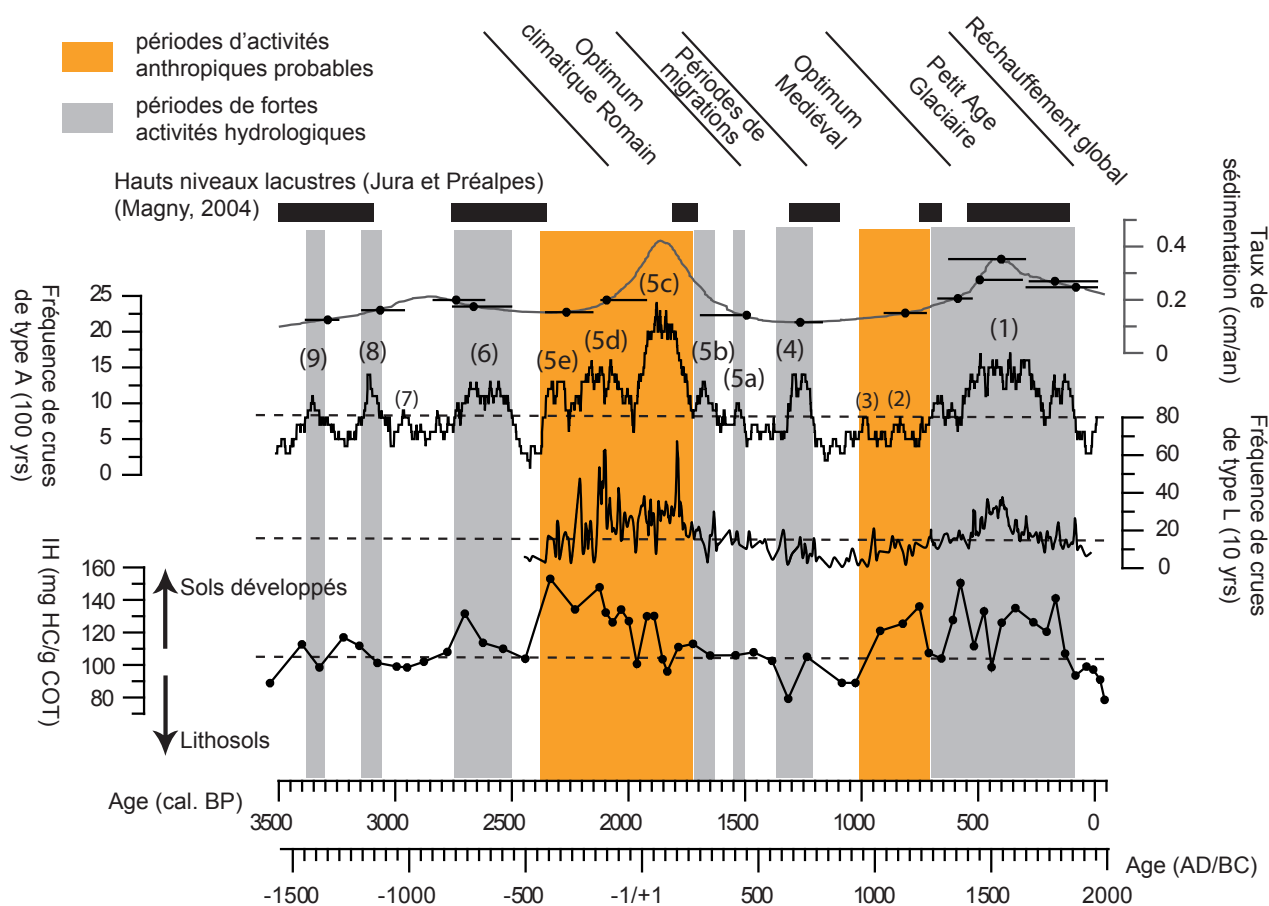 périodes d'activités
anthropiques probables
périodes de fortes
activités hydrologiques
Optimum
climatique Romain
Périodes de
migrations
Optimum
Mediéval
Petit Age
Glaciaire
Réchauffement global
Hauts niveaux lacustres (Jura et Préalpes)
(Magny, 2004)
Taux de
sédimentation (cm/an)
0.4
0.2
0
Fréquence de crues
de type A (100 yrs)
25
20
15
10
5
0
(9)
(8)
(7)
(6)
(5e)
(5d)
(5c)
(5b)
(5a)
(4)
(3)
(2)
(1)
Fréquence de crues
de type L (10 yrs)
80
60
40
20
0
IH (mg HC/g COT)
160
140
120
100
80
Sols développés
Lithosols
Age (cal. BP)
3500 3000 2500 2000 1500 1000 500 0
Age (AD/BC)
-1500 -1000 -500 -1/+1 500 1000 1500 2000